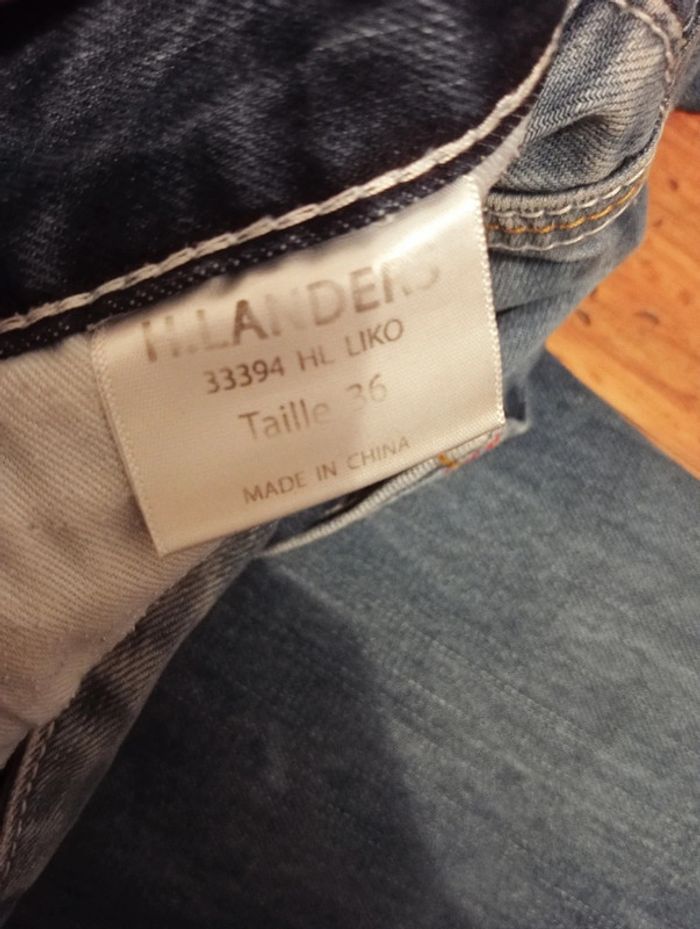 H.LANDERS
33394 HL LIKO
Taille 36
MADE IN CHINA